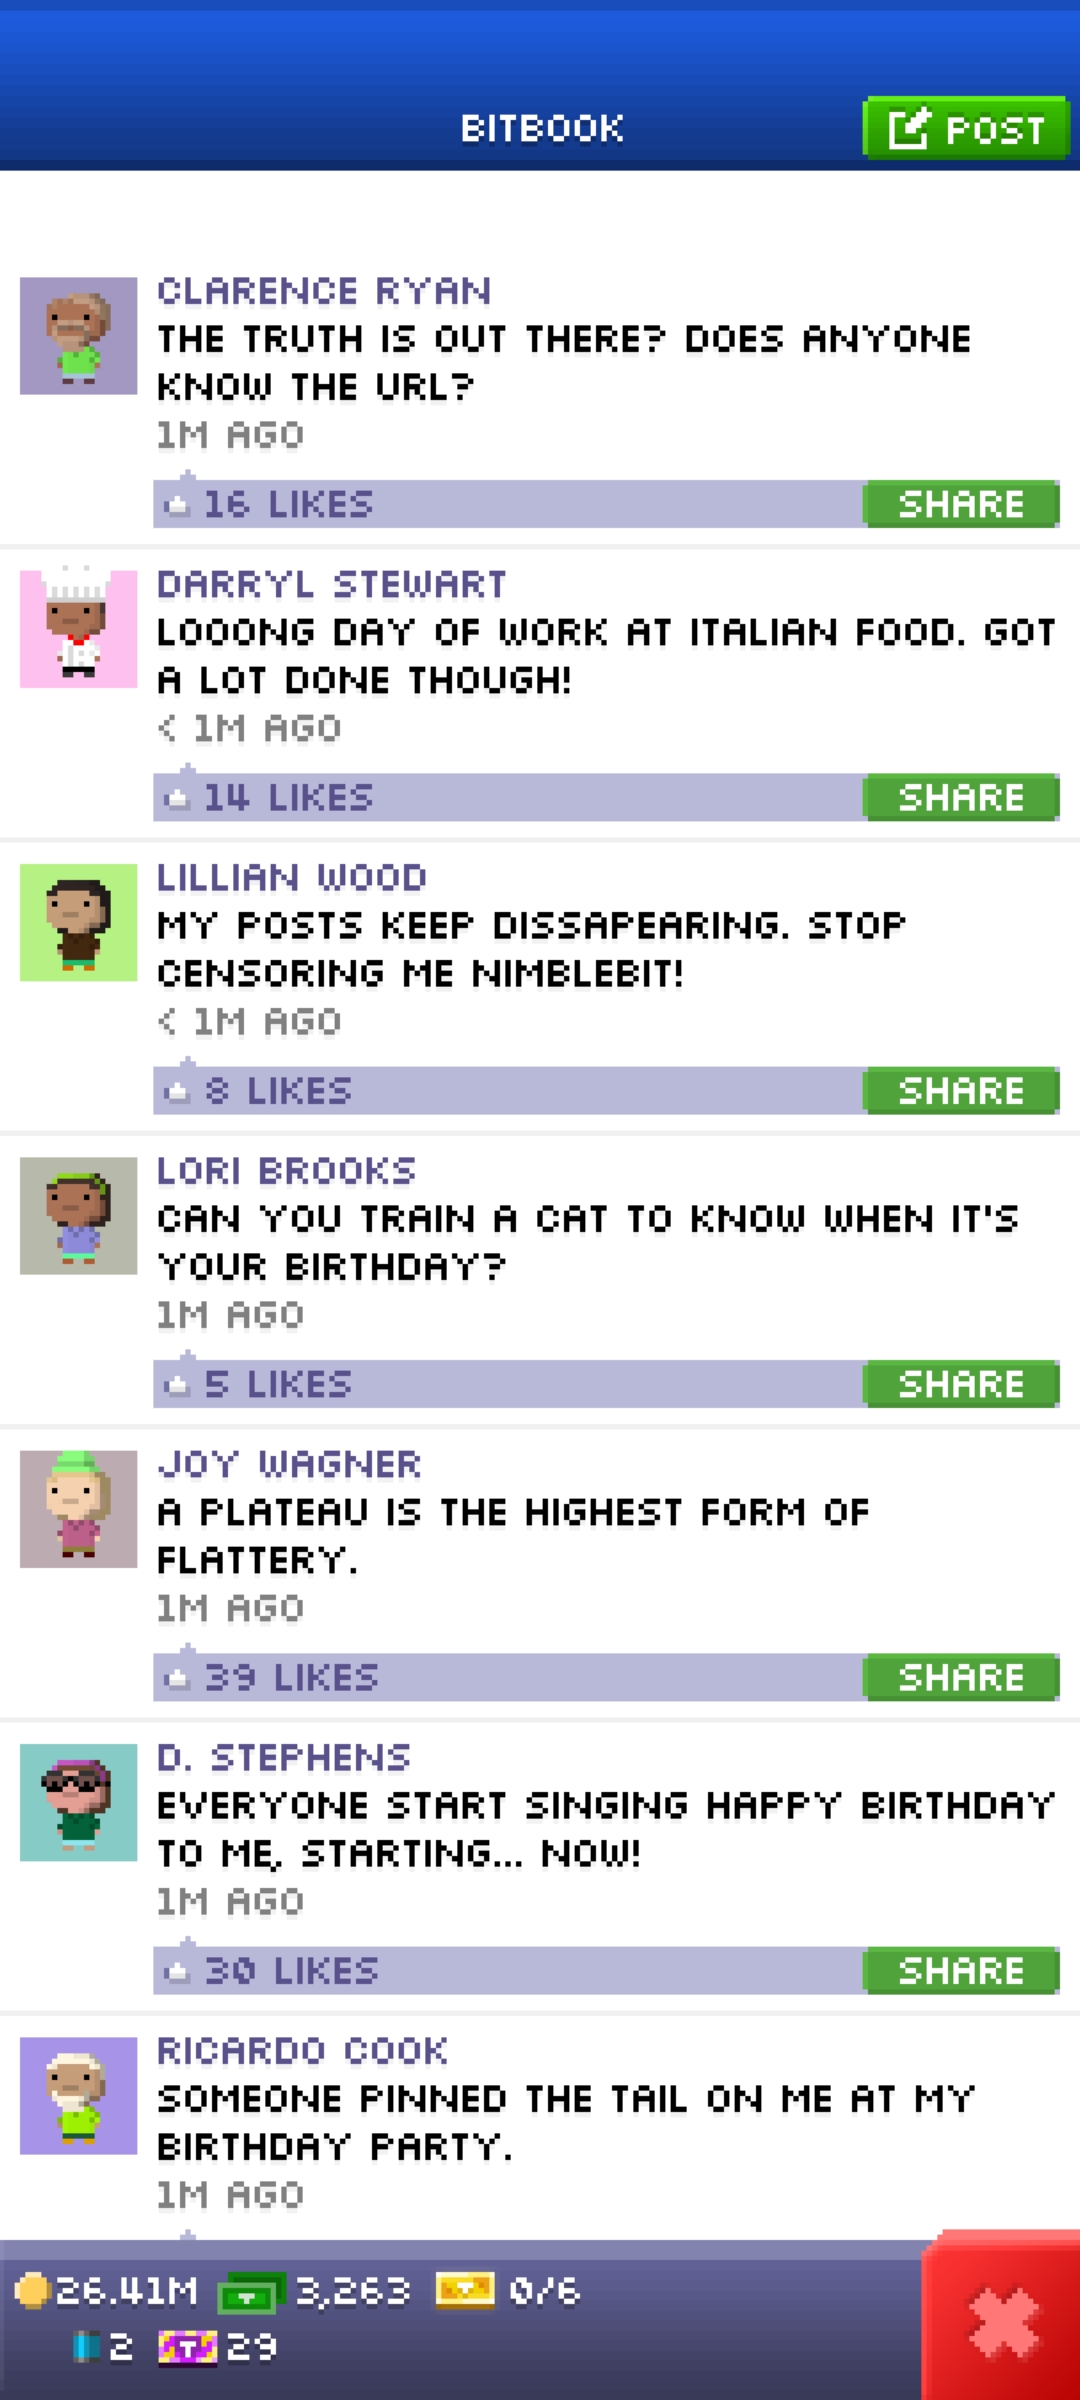 BITBOOK
POST
CLARENCE RYAN
THE TRUTH IS OUT THERE? DOES ANYONE
KNOW THE URL?
1M AGO
16 LIKES
SHARE
DARRYL STEWART
LOOONG DAY OF WORK AT ITALIAN FOOD. GOT
A LOT DONE THOUGH!
< 1M AGO
14 LIKES
SHARE
LILLIAN WOOD
MY POSTS KEEP DISSAPEARING. STOP
CENSORING ME NIMBLEBIT!
< 1M AGO
8 LIKES
SHARE
LORI BROOKS
CAN YOU TRAIN A CAT TO KNOW WHEN IT'S
YOUR BIRTHDAY?
1M AGO
5 LIKES
SHARE
JOY WAGNER
A PLATEAU IS THE HIGHEST FORM OF
FLATTERY.
1M AGO
39 LIKES
SHARE
D. STEPHENS
EVERYONE START SINGING HAPPY BIRTHDAY
TO ME, STARTING... NOW!
1M AGO
30 LIKES
SHARE
RICARDO COOK
SOMEONE PINNED THE TAIL ON ME AT MY
BIRTHDAY PARTY.
1M AGO
26.41M 3,263 0/6
2 T 29